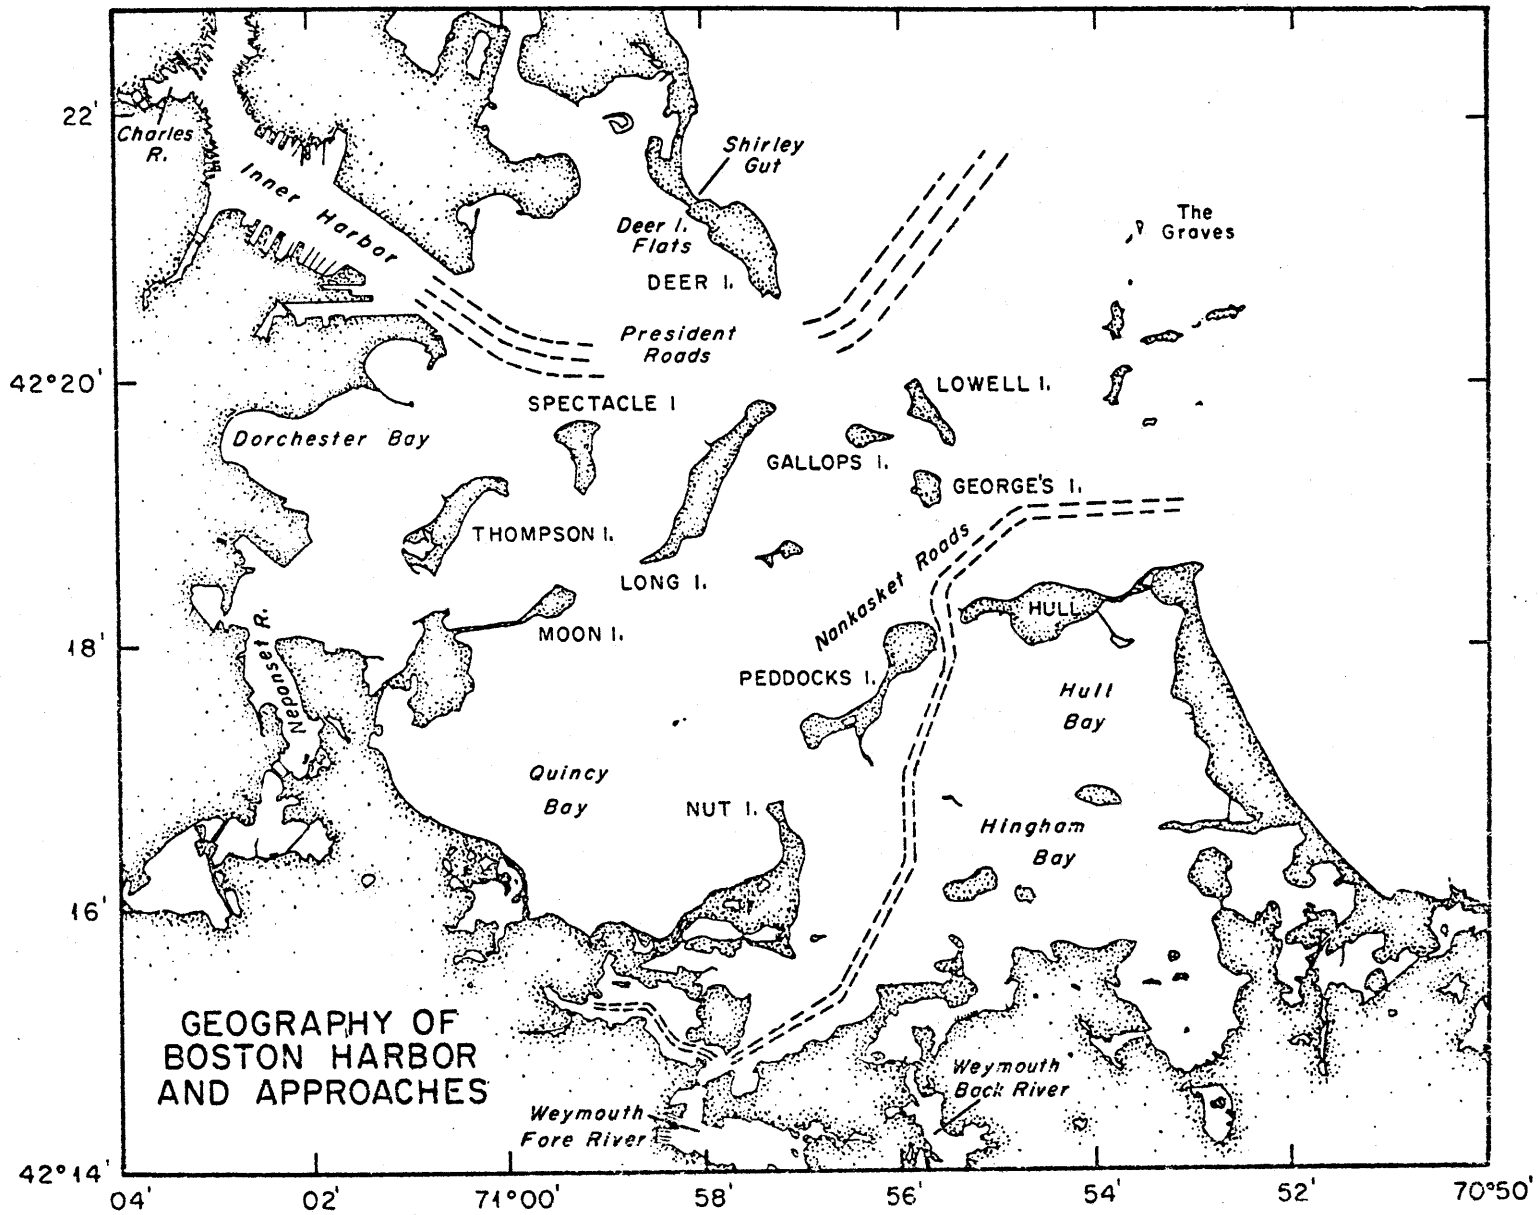 22'
Charles
R.
Inner Harbor
Shirley
Gut
Deer I.
Flats
DEER I.
The
Graves
President
Roads
42°20'
SPECTACLE I
LOWELL I.
Dorchester Bay
GALLOPS I.
GEORGE'S I.
THOMPSON I.
LONG I.
Nankasket Roads
HULL
MOON I.
18'
Neponset R.
PEDDOCKS I.
Hull
Bay
Quincy
Bay
NUT I.
Hingham
Bay
16'
GEOGRAPHY OF
BOSTON HARBOR
AND APPROACHES
Weymouth
Back River
Weymouth
Fore River
42°14'
04' 02' 71°00' 58' 56' 54' 52' 70°50'